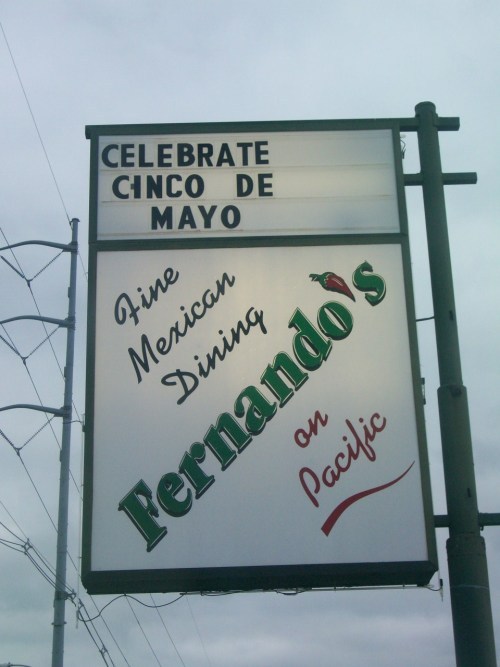 CELEBRATE
CINCO DE
MAYO
Fine
Mexican
Dining
Fernando's
on
Pacific